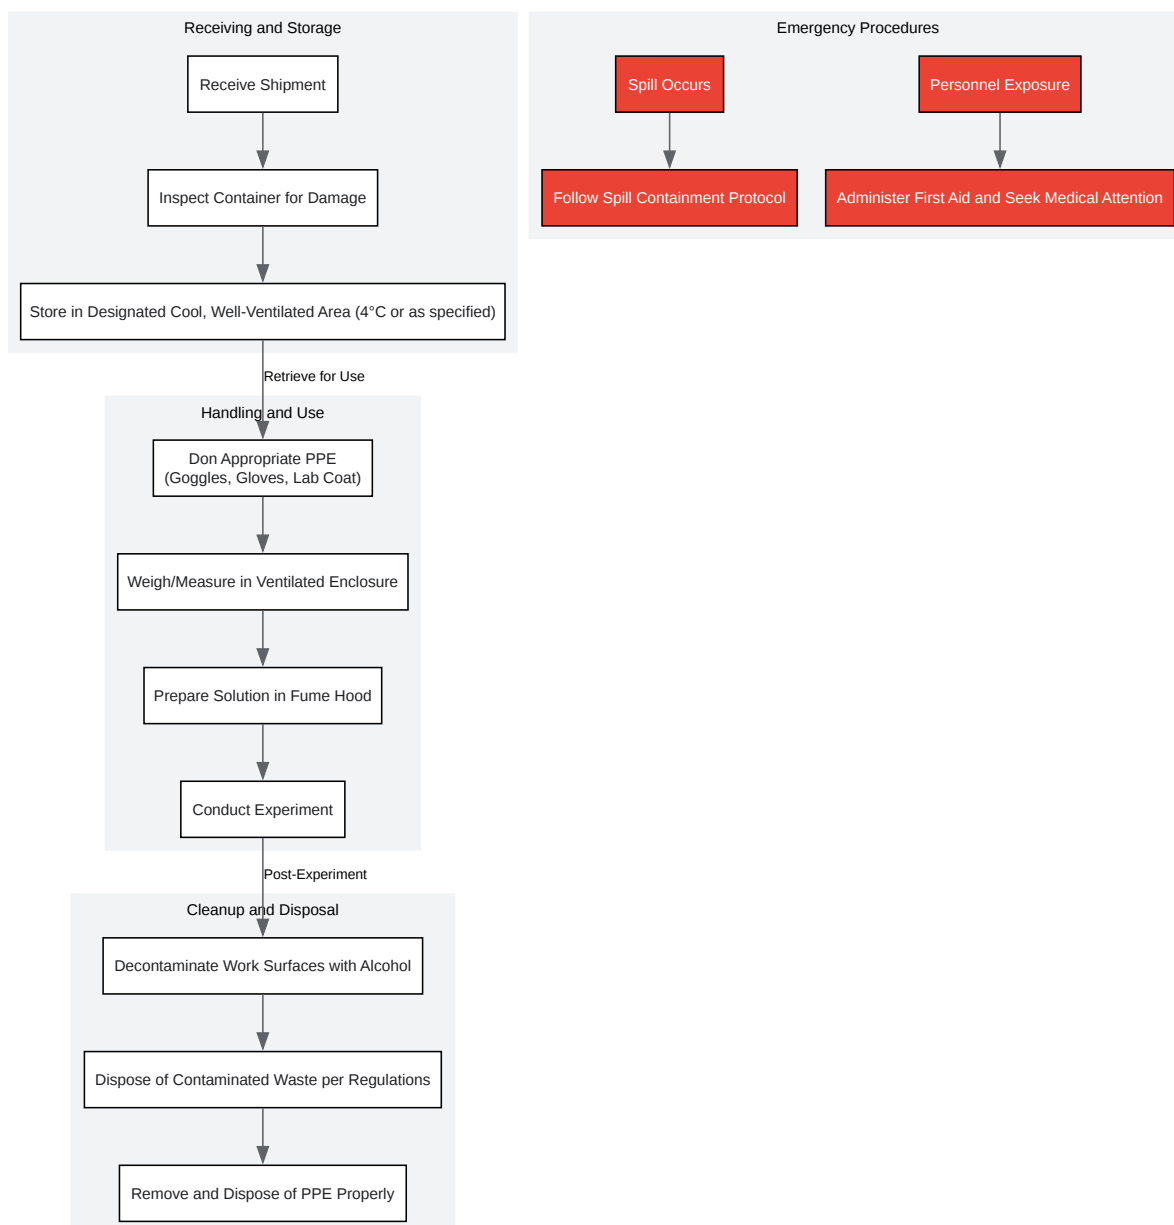 Receiving and Storage
Receive Shipment
Inspect Container for Damage
Store in Designated Cool, Well-Ventilated Area (4°C or as specified)
Retrieve for Use
Handling and Use
Don Appropriate PPE
(Goggles, Gloves, Lab Coat)
Weigh/Measure in Ventilated Enclosure
Prepare Solution in Fume Hood
Conduct Experiment
Post-Experiment
Cleanup and Disposal
Decontaminate Work Surfaces with Alcohol
Dispose of Contaminated Waste per Regulations
Remove and Dispose of PPE Properly
Emergency Procedures
Spill Occurs
Follow Spill Containment Protocol
Personnel Exposure
Administer First Aid and Seek Medical Attention